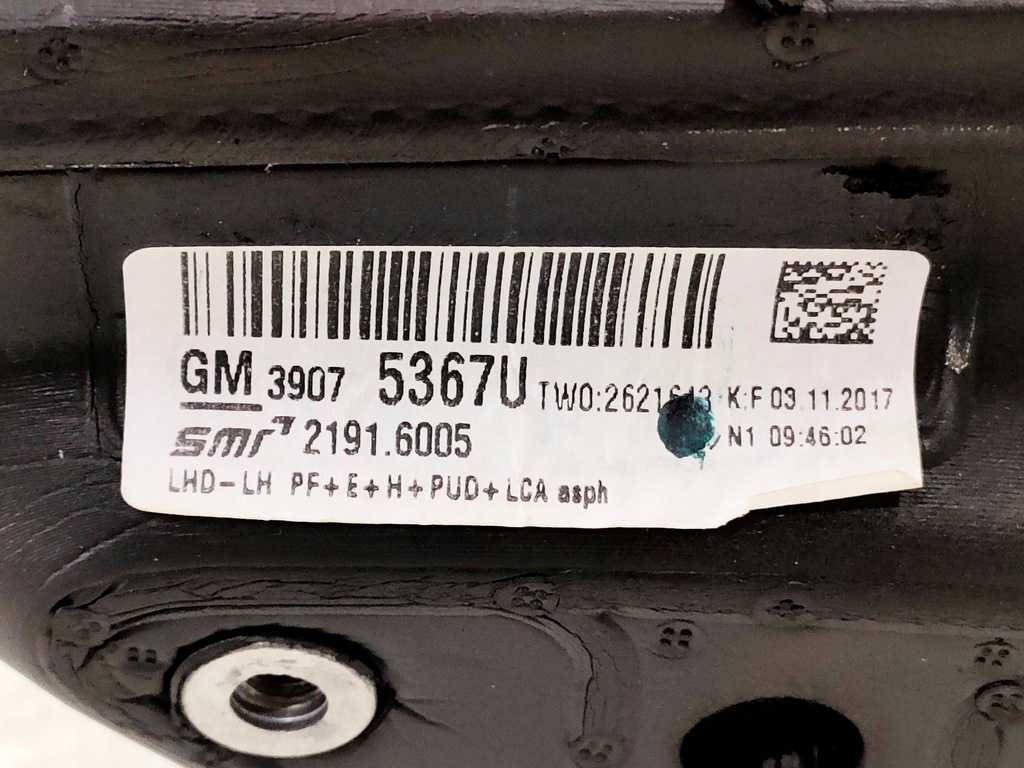 GM 3907 5367U TWO:2621643 K:F 03.11.2017
smr 2191.6005 N1 09:46:02
LHD-LH PF+E+H+PUD+LCA asph